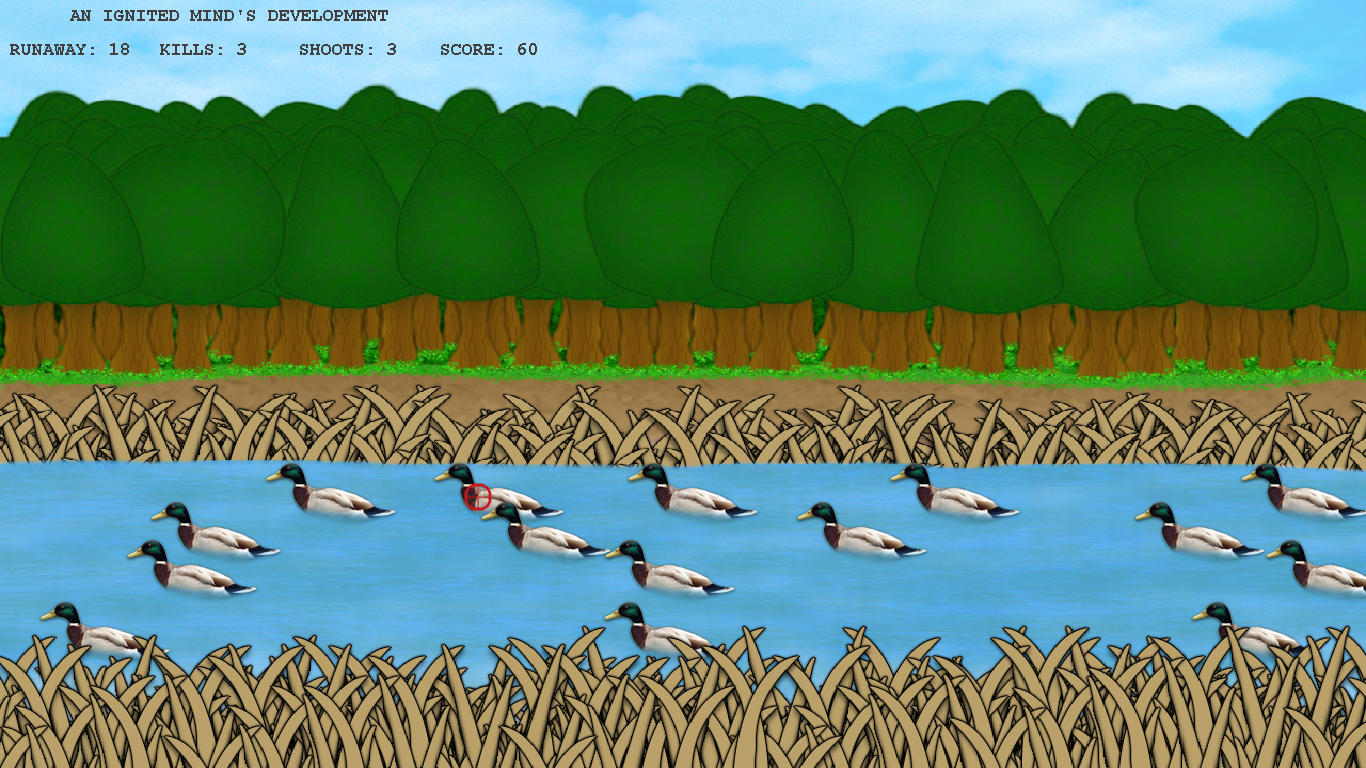 AN IGNITED MIND'S DEVELOPMENT
RUNAWAY: 18 KILLS: 3 SHOOTS: 3 SCORE: 60